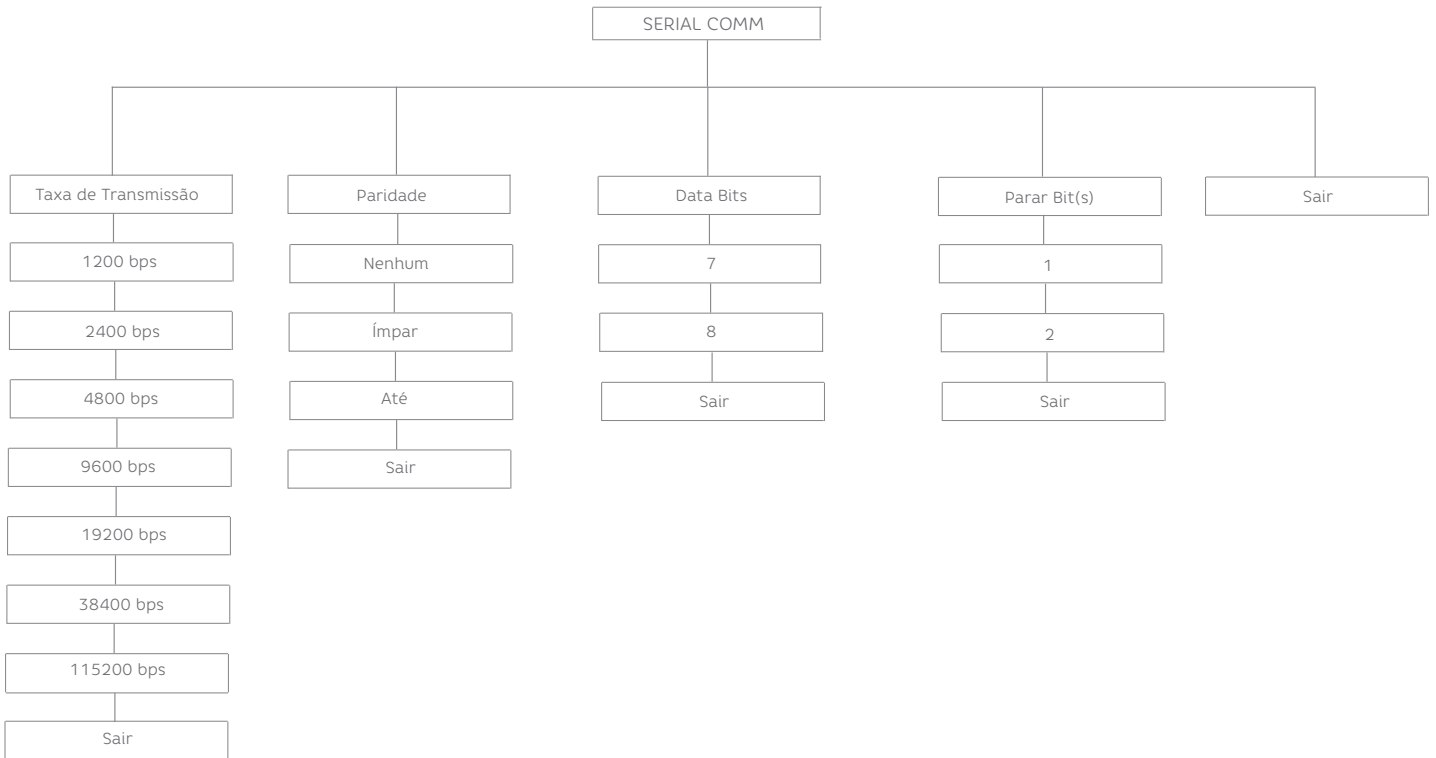 SERIAL COMM
Taxa de Transmissão
1200 bps
2400 bps
4800 bps
9600 bps
19200 bps
38400 bps
115200 bps
Sair
Paridade
Nenhum
Ímpar
Até
Sair
Data Bits
7
8
Sair
Parar Bit(s)
1
2
Sair
Sair